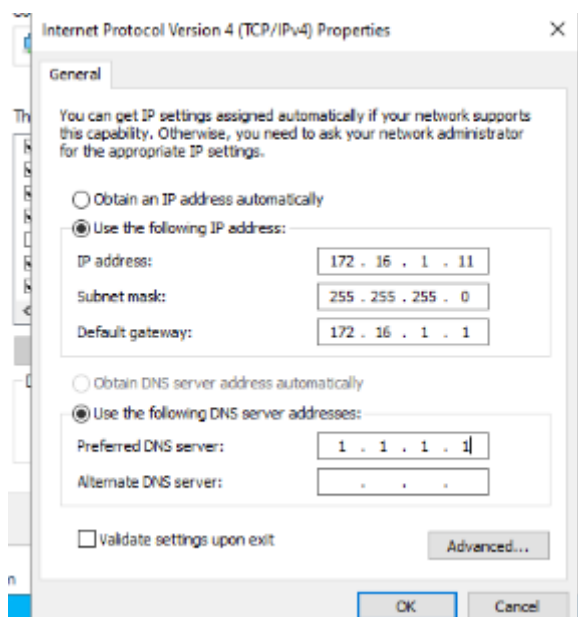 Internet Protocol Version 4 (TCP/IPv4) Properties
General
You can get IP settings assigned automatically if your network supports
this capability. Otherwise, you need to ask your network administrator
for the appropriate IP settings.
Obtain an IP address automatically
Use the following IP address:
IP address: 172 . 16 . 1 . 11
Subnet mask: 255 . 255 . 255 . 0
Default gateway: 172 . 16 . 1 . 1
Obtain DNS server address automatically
Use the following DNS server addresses:
Preferred DNS server: 1 . 1 . 1 . 1
Alternate DNS server: . . .
Validate settings upon exit
Advanced...
OK Cancel